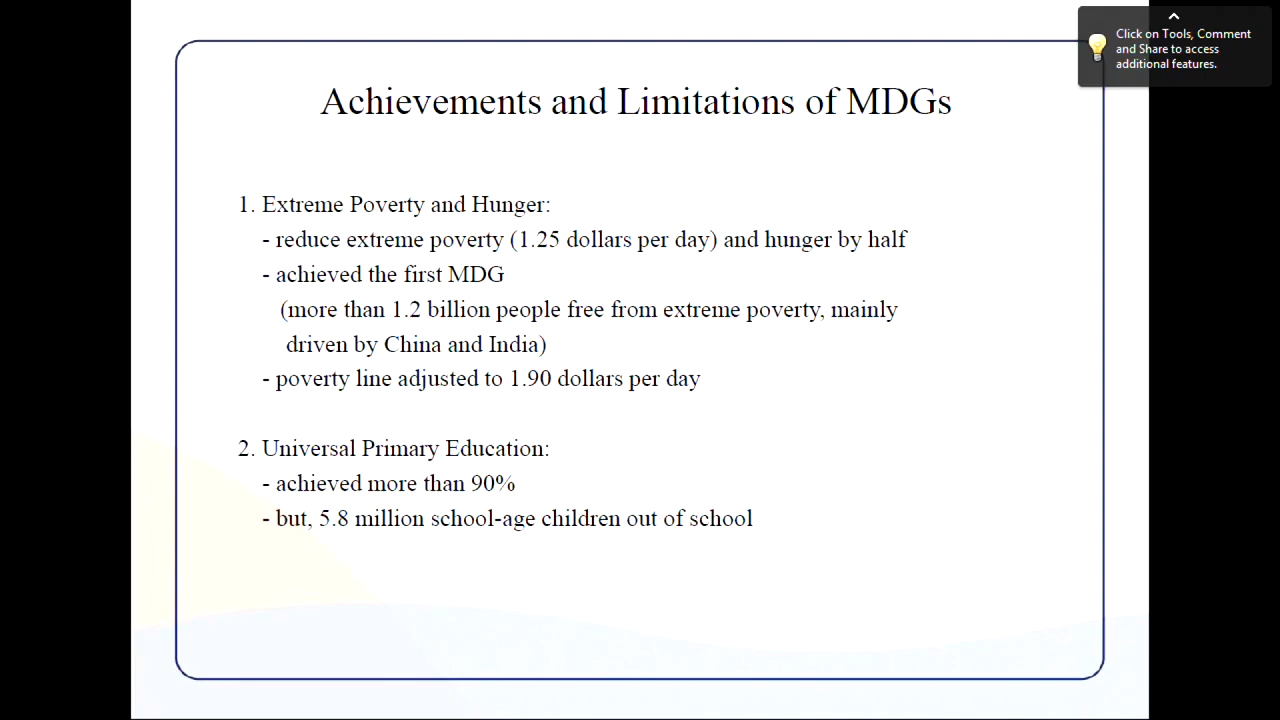 Click on Tools, Comment
and Share to access
additional features.
Achievements and Limitations of MDGs
1. Extreme Poverty and Hunger:
- reduce extreme poverty (1.25 dollars per day) and hunger by half
- achieved the first MDG
(more than 1.2 billion people free from extreme poverty, mainly
driven by China and India)
- poverty line adjusted to 1.90 dollars per day
2. Universal Primary Education:
- achieved more than 90%
- but, 5.8 million school-age children out of school